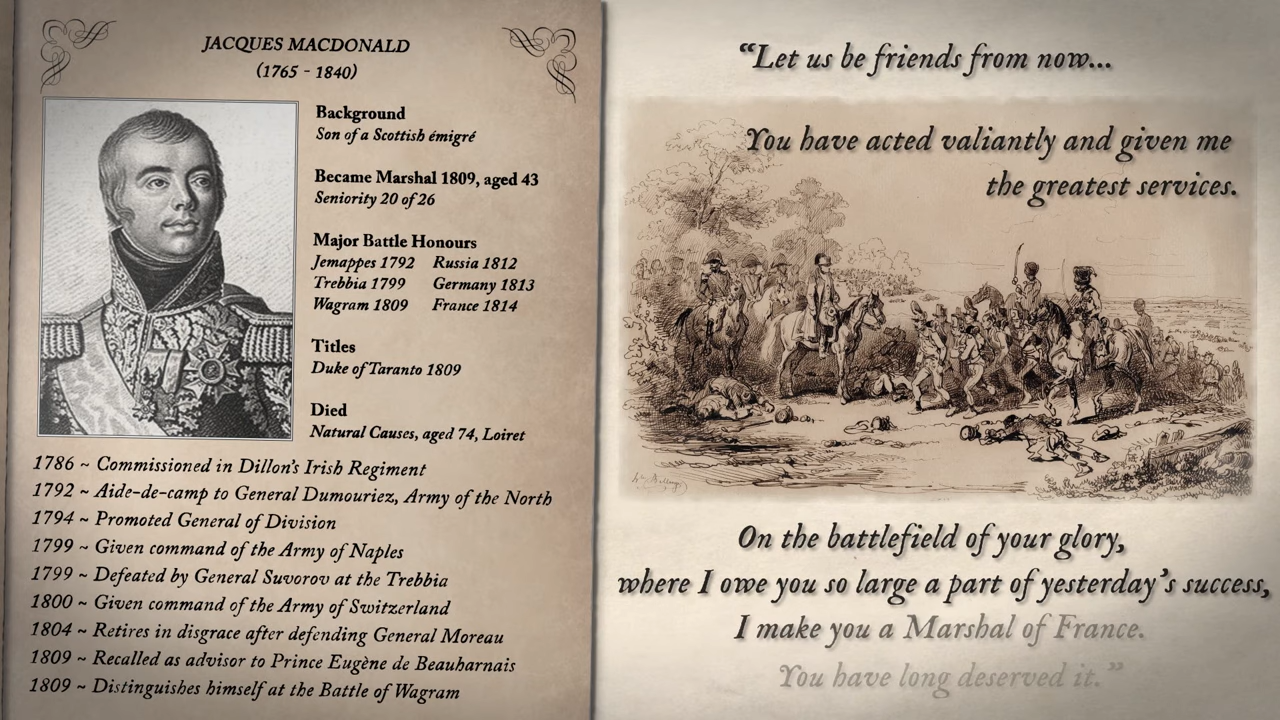 JACQUES MACDONALD
(1765 - 1840)
Background
Son of a Scottish émigré
Became Marshal 1809, aged 43
Seniority 20 of 26
Major Battle Honours
Jemappes 1792 Russia 1812
Trebbia 1799 Germany 1813
Wagram 1809 France 1814
Titles
Duke of Taranto 1809
Died
Natural Causes, aged 74, Loiret
1786 ~ Commissioned in Dillon's Irish Regiment
1792 ~ Aide-de-camp to General Dumouriez, Army of the North
1794 ~ Promoted General of Division
1799 ~ Given command of the Army of Naples
1799 ~ Defeated by General Suvorov at the Trebbia
1800 ~ Given command of the Army of Switzerland
1804 ~ Retires in disgrace after defending General Moreau
1809 ~ Recalled as advisor to Prince Eugène de Beauharnais
1809 ~ Distinguishes himself at the Battle of Wagram
“Let us be friends from now...
You have acted valiantly and given me
the greatest services.
On the battlefield of your glory,
where I owe you so large a part of yesterday's success,
I make you a Marshal of France.
You have long deserved it.”